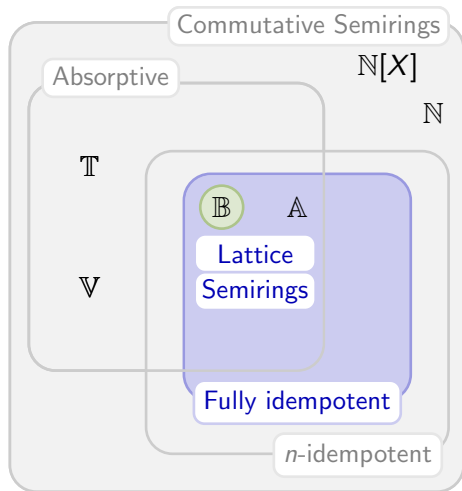 Commutative Semirings
ℕ[X]
Absorptive
ℕ
𝕋
𝔹 𝔸
Lattice
Semirings
𝕍
Fully idempotent
n-idempotent